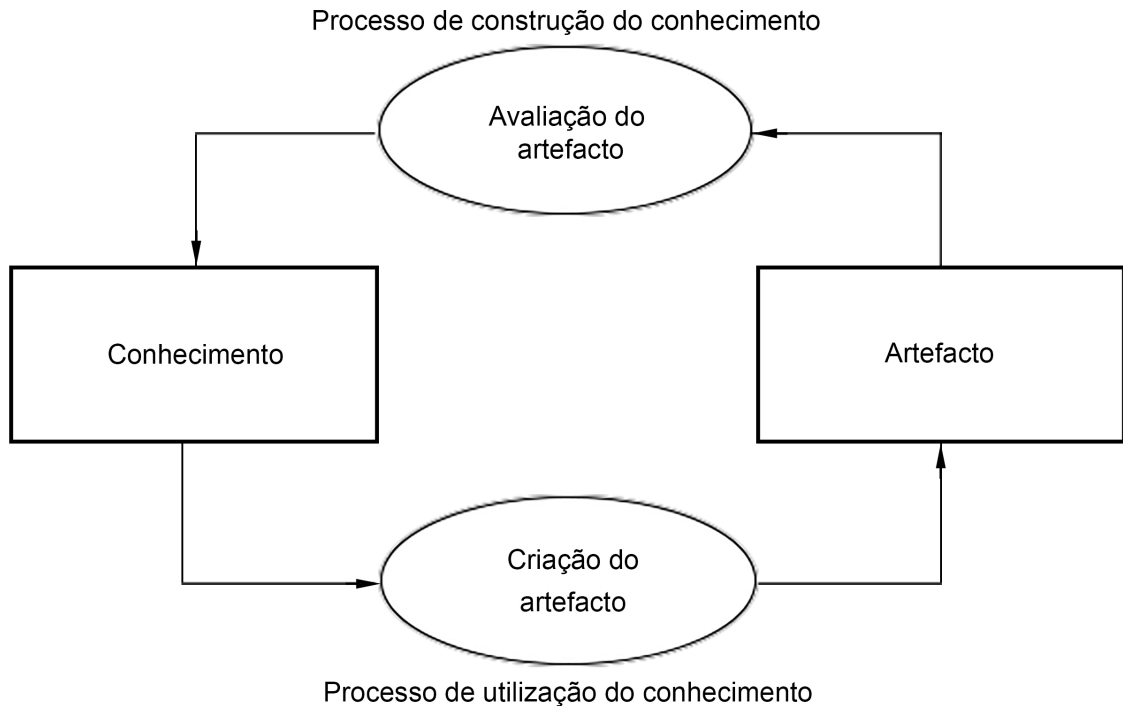 Processo de construção do conhecimento
Avaliação do
artefacto
Conhecimento
Artefacto
Criação do
artefacto
Processo de utilização do conhecimento